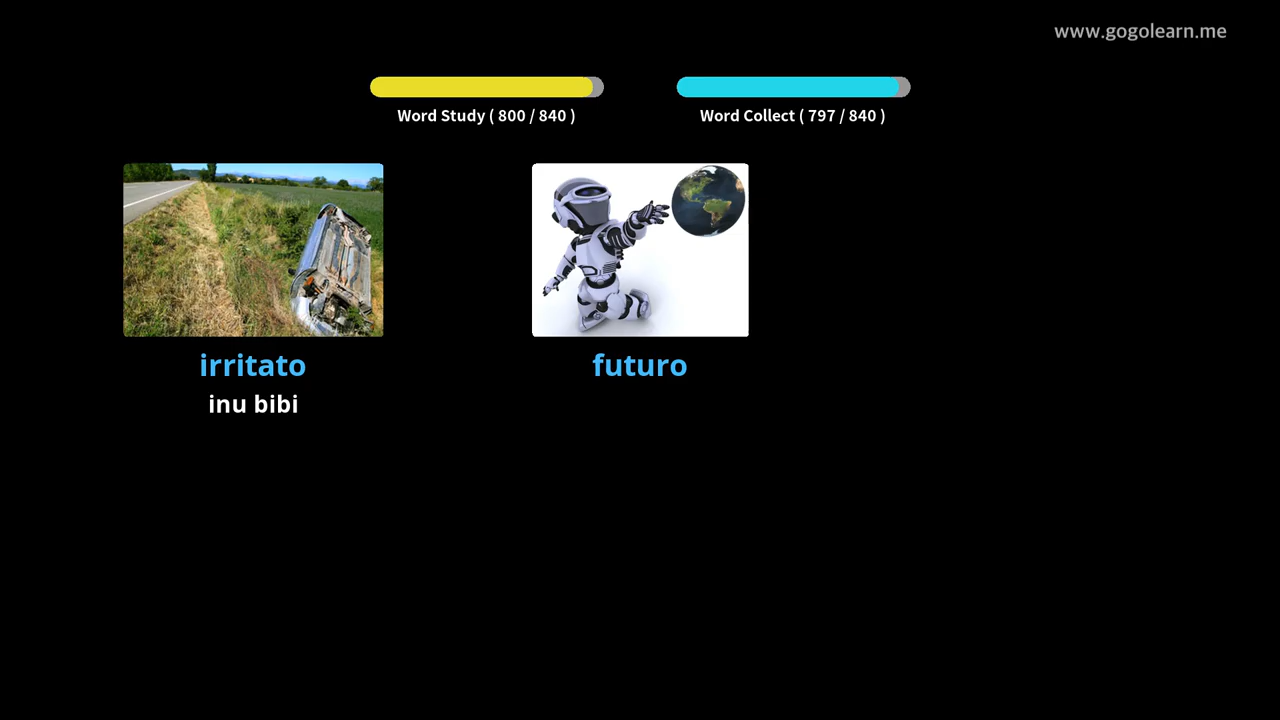 www.gogolearn.me
Word Study ( 800 / 840 )
Word Collect ( 797 / 840 )
irritato
inu bibi
futuro